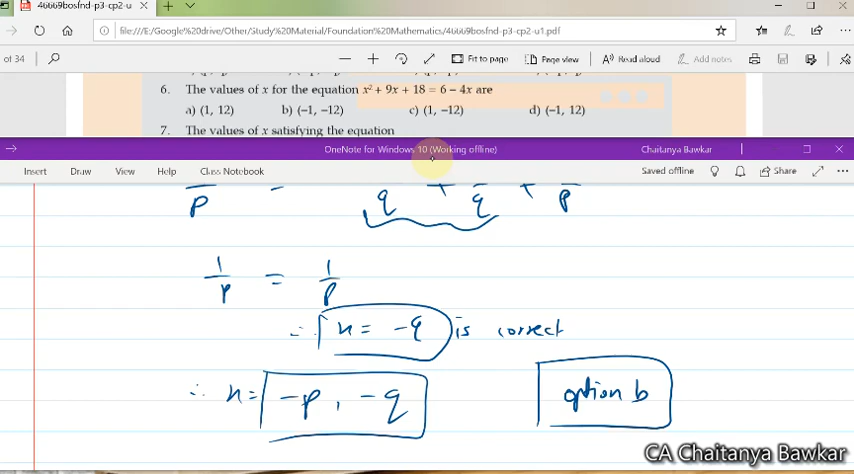 46669bosfnd-p3-cp2-u1.pdf
file:///E:/Google%20drive/Other/Study%20Material/Foundation%20Mathematics/46669bosfnd-p3-cp2-u1.pdf
of 34 Fit to page Page view Read aloud Add notes
6. The values of x for the equation x² + 9x + 18 = 6 – 4x are
a) (1, 12) b) (–1, –12) c) (1, –12) d) (–1, 12)
7. The values of x satisfying the equation
OneNote for Windows 10 (Working offline) Chaitanya Bawkar
Insert Draw View Help Class Notebook Saved offline Share
p = q + q + p
1/p = 1/p
∴ x = -q is correct
∴ x = -p, -q option b
CA Chaitanya Bawkar